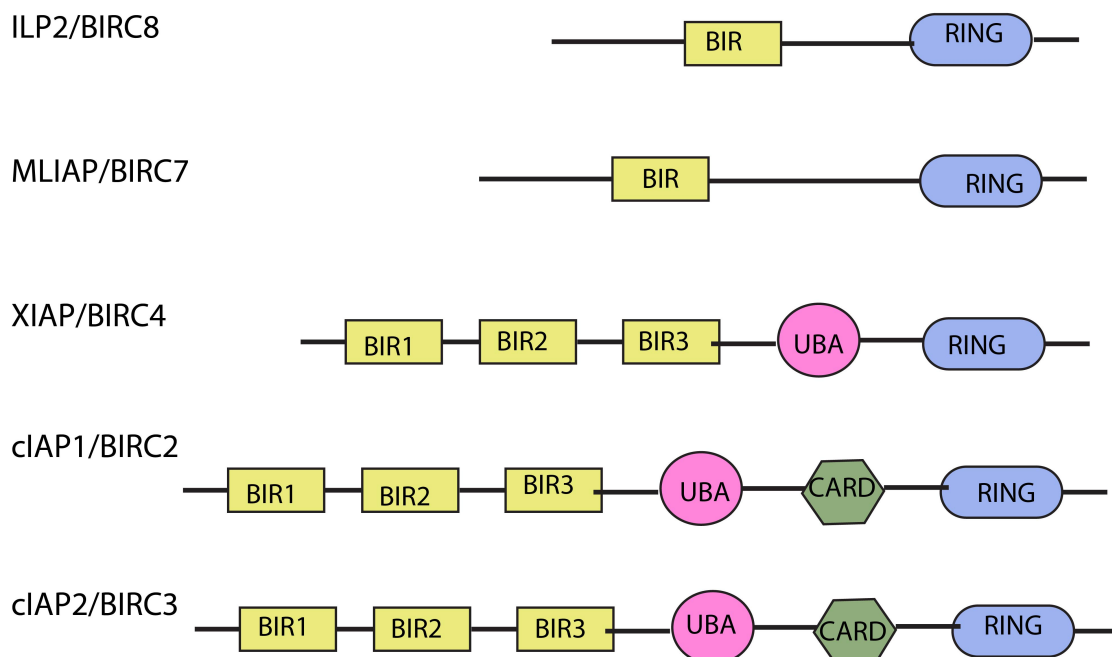 ILP2/BIRC8
BIR RING
MLIAP/BIRC7
BIR RING
XIAP/BIRC4
BIR1 BIR2 BIR3 UBA RING
cIAP1/BIRC2
BIR1 BIR2 BIR3 UBA CARD RING
cIAP2/BIRC3
BIR1 BIR2 BIR3 UBA CARD RING